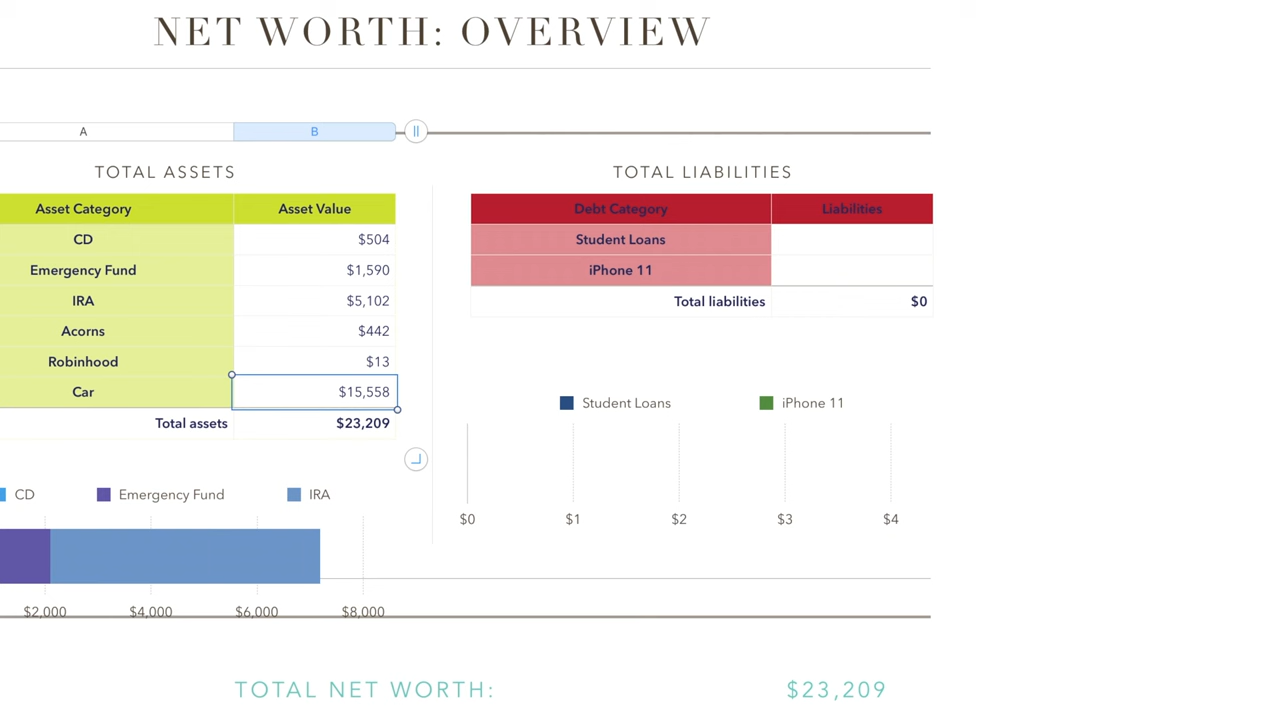 NET WORTH: OVERVIEW
A B
TOTAL ASSETS
Asset Category Asset Value
CD $504
Emergency Fund $1,590
IRA $5,102
Acorns $442
Robinhood $13
Car $15,558
Total assets $23,209
CD Emergency Fund IRA
$2,000 $4,000 $6,000 $8,000
TOTAL LIABILITIES
Debt Category Liabilities
Student Loans
iPhone 11
Total liabilities $0
Student Loans iPhone 11
$0 $1 $2 $3 $4
TOTAL NET WORTH: $23,209